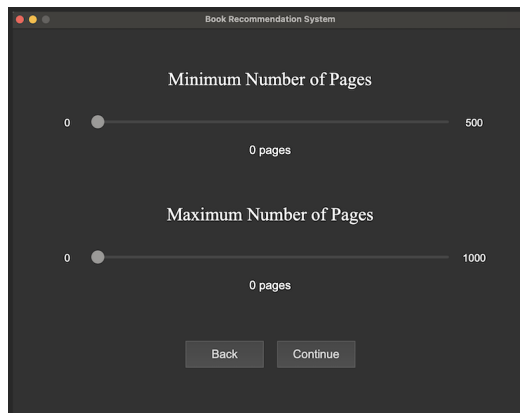 Book Recommendation System
Minimum Number of Pages
0 500
0 pages
Maximum Number of Pages
0 1000
0 pages
Back Continue